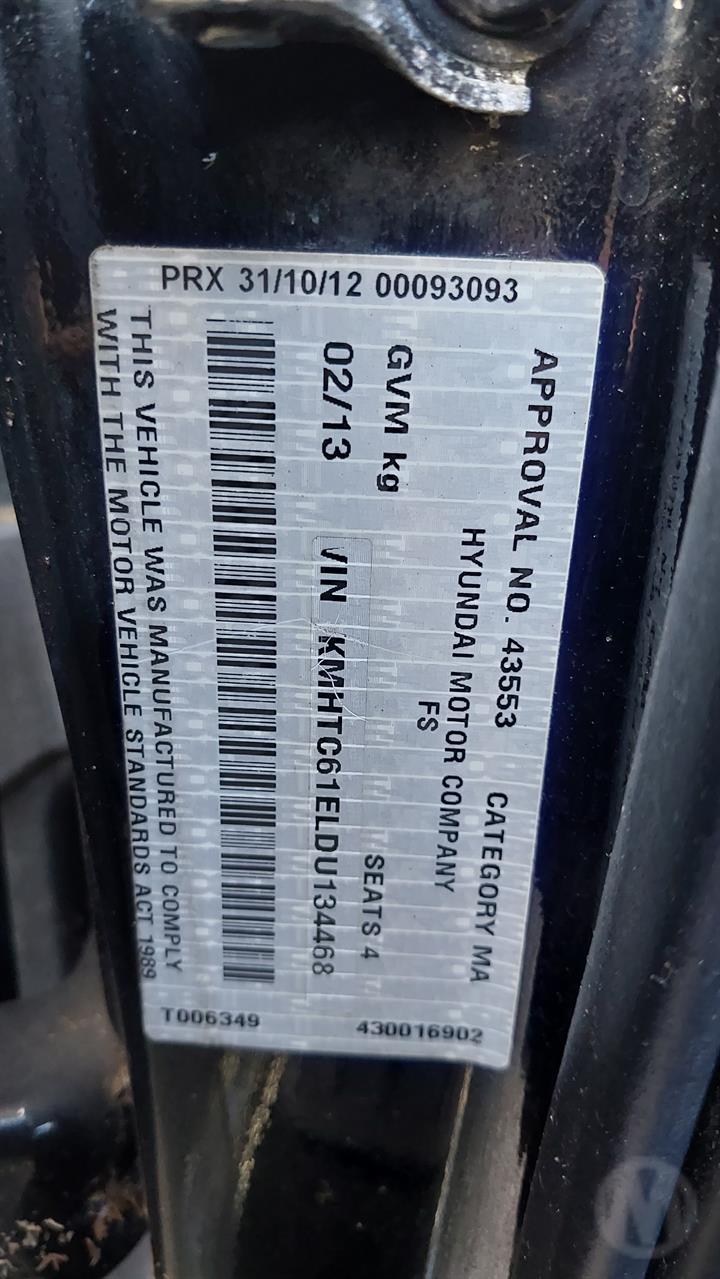 PRX 31/10/12 00093093
APPROVAL NO. 43553 CATEGORY MA
HYUNDAI MOTOR COMPANY
FS
GVM kg SEATS 4
02/13 VIN KMHTC61ELDU134468
THIS VEHICLE WAS MANUFACTURED TO COMPLY
WITH THE MOTOR VEHICLE STANDARDS ACT 1989
T006349 430016902
N